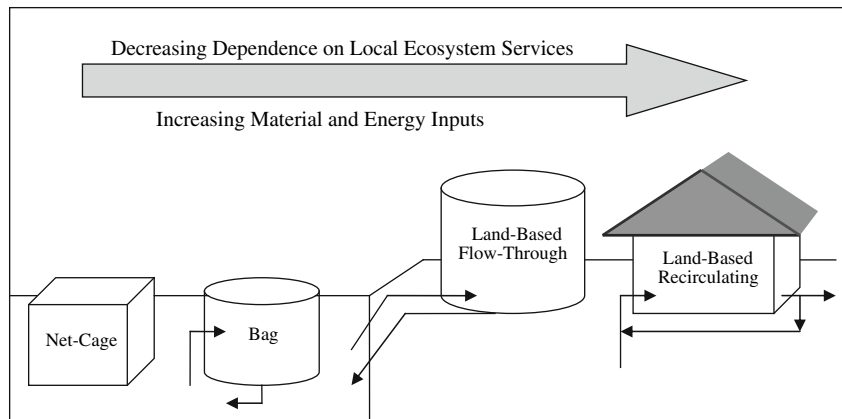 Decreasing Dependence on Local Ecosystem Services
Increasing Material and Energy Inputs
Net-Cage
Bag
Land-Based
Flow-Through
Land-Based
Recirculating